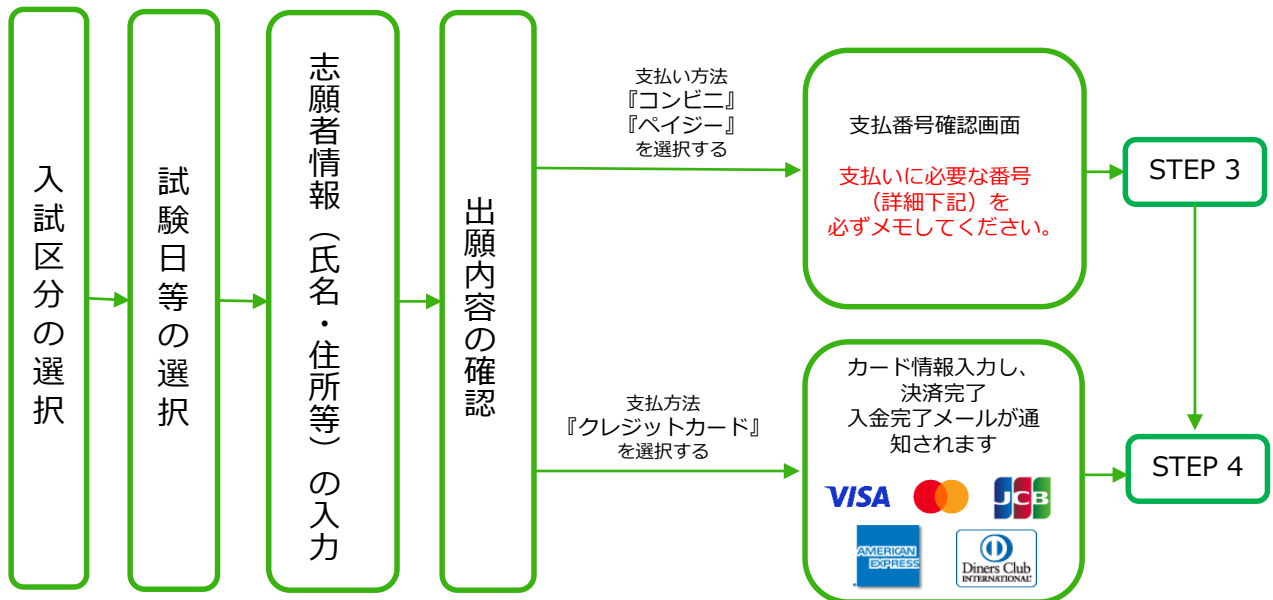 入試区分の選択
試験日等の選択
志願者情報（氏名・住所等）の入力
出願内容の確認
支払い方法
『コンビニ』
『ペイジー』
を選択する
支払番号確認画面
支払いに必要な番号
（詳細下記）を
必ずメモしてください。
STEP 3
支払方法
『クレジットカード』
を選択する
カード情報入力し、
決済完了
入金完了メールが通
知されます
VISA
JCB
AMERICAN
EXPRESS
Diners Club
INTERNATIONAL
STEP 4